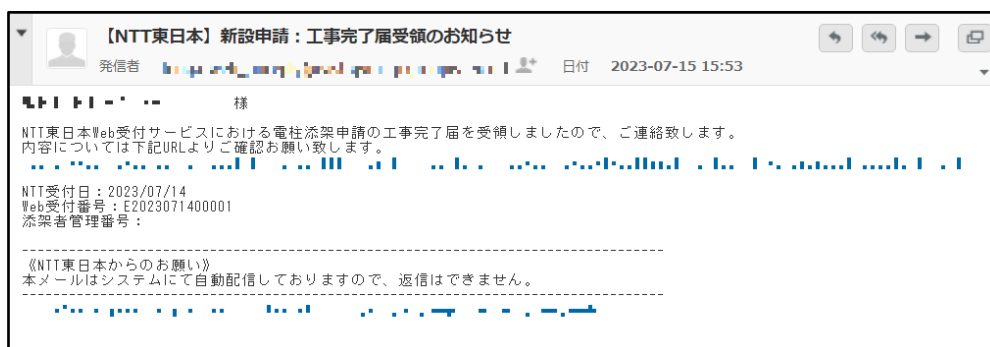 【NTT東日本】新設申請：工事完了届受領のお知らせ
発信者
日付 2023-07-15 15:53
様
NTT東日本Web受付サービスにおける電柱添架申請の工事完了届を受領しましたので、ご連絡致します。
内容については下記URLよりご確認お願い致します。
NTT受付日：2023/07/14
Web受付番号：E2023071400001
添架者管理番号：
--------------------------------------------------------------------------------
《NTT東日本からのお願い》
本メールはシステムにて自動配信しておりますので、返信はできません。
--------------------------------------------------------------------------------